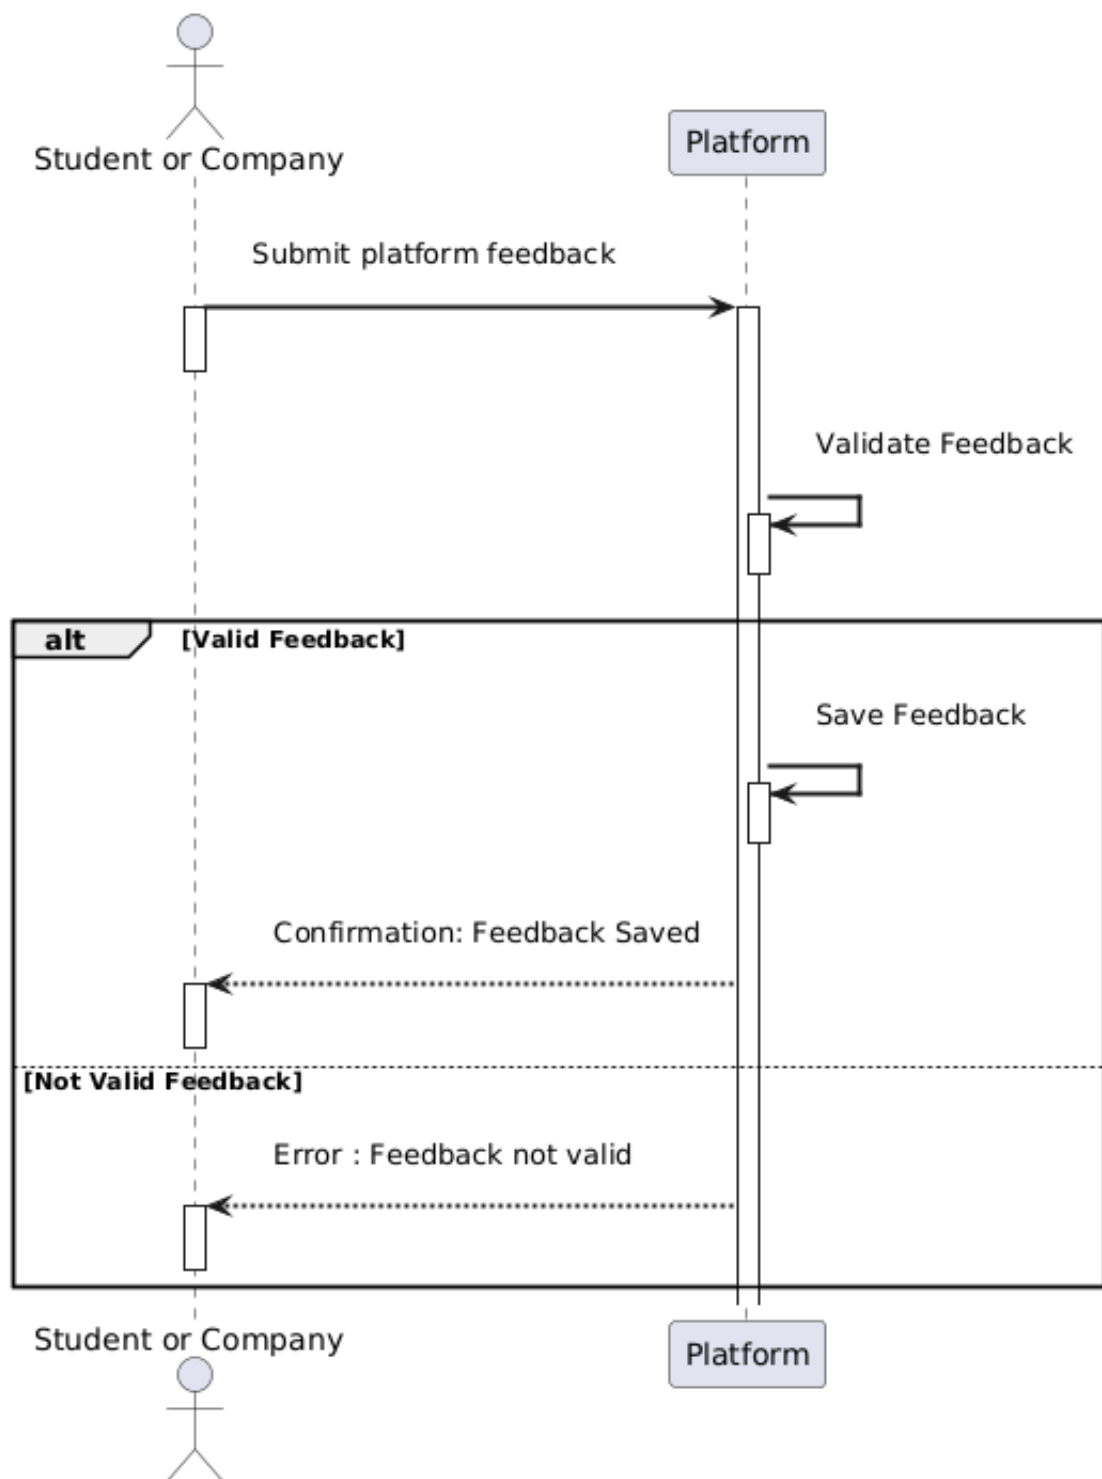 Student or Company
Platform
Submit platform feedback
Validate Feedback
alt
[Valid Feedback]
Save Feedback
Confirmation: Feedback Saved
[Not Valid Feedback]
Error : Feedback not valid
Student or Company
Platform